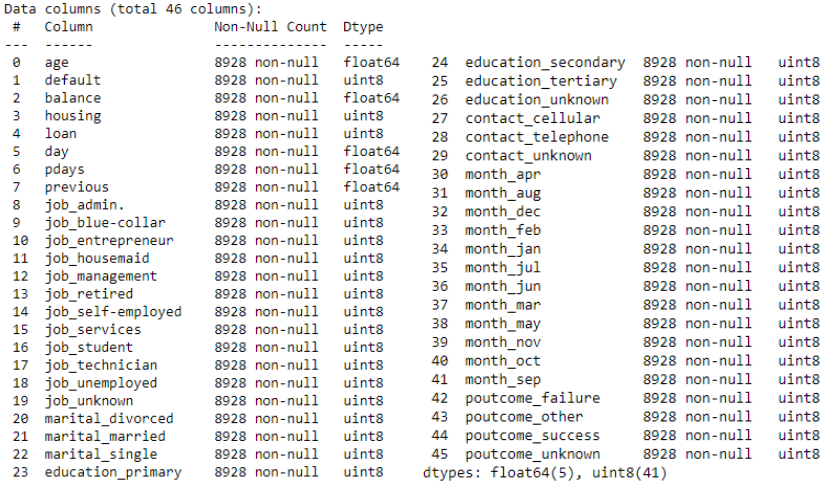 Data columns (total 46 columns):
 #   Column               Non-Null Count  Dtype
---  ------               --------------  -----
 0   age                  8928 non-null   float64
 1   default              8928 non-null   uint8
 2   balance              8928 non-null   float64
 3   housing              8928 non-null   uint8
 4   loan                 8928 non-null   uint8
 5   day                  8928 non-null   float64
 6   pdays                8928 non-null   float64
 7   previous             8928 non-null   float64
 8   job_admin.           8928 non-null   uint8
 9   job_blue-collar      8928 non-null   uint8
 10  job_entrepreneur     8928 non-null   uint8
 11  job_housemaid        8928 non-null   uint8
 12  job_management       8928 non-null   uint8
 13  job_retired          8928 non-null   uint8
 14  job_self-employed    8928 non-null   uint8
 15  job_services         8928 non-null   uint8
 16  job_student          8928 non-null   uint8
 17  job_technician       8928 non-null   uint8
 18  job_unemployed       8928 non-null   uint8
 19  job_unknown          8928 non-null   uint8
 20  marital_divorced     8928 non-null   uint8
 21  marital_married      8928 non-null   uint8
 22  marital_single       8928 non-null   uint8
 23  education_primary    8928 non-null   uint8
 24  education_secondary  8928 non-null   uint8
 25  education_tertiary   8928 non-null   uint8
 26  education_unknown    8928 non-null   uint8
 27  contact_cellular     8928 non-null   uint8
 28  contact_telephone    8928 non-null   uint8
 29  contact_unknown      8928 non-null   uint8
 30  month_apr            8928 non-null   uint8
 31  month_aug            8928 non-null   uint8
 32  month_dec            8928 non-null   uint8
 33  month_feb            8928 non-null   uint8
 34  month_jan            8928 non-null   uint8
 35  month_jul            8928 non-null   uint8
 36  month_jun            8928 non-null   uint8
 37  month_mar            8928 non-null   uint8
 38  month_may            8928 non-null   uint8
 39  month_nov            8928 non-null   uint8
 40  month_oct            8928 non-null   uint8
 41  month_sep            8928 non-null   uint8
 42  poutcome_failure     8928 non-null   uint8
 43  poutcome_other       8928 non-null   uint8
 44  poutcome_success     8928 non-null   uint8
 45  poutcome_unknown     8928 non-null   uint8
dtypes: float64(5), uint8(41)